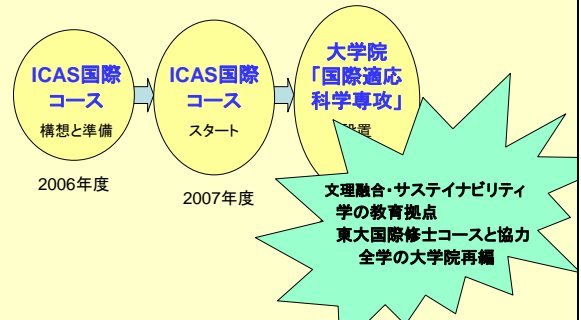 ICAS国際
コース
構想と準備
2006年度
ICAS国際
コース
スタート
2007年度
大学院
「国際適応
科学専攻」
置
文理融合・サステイナビリティ
学の教育拠点
東大国際修士コースと協力
全学の大学院再編